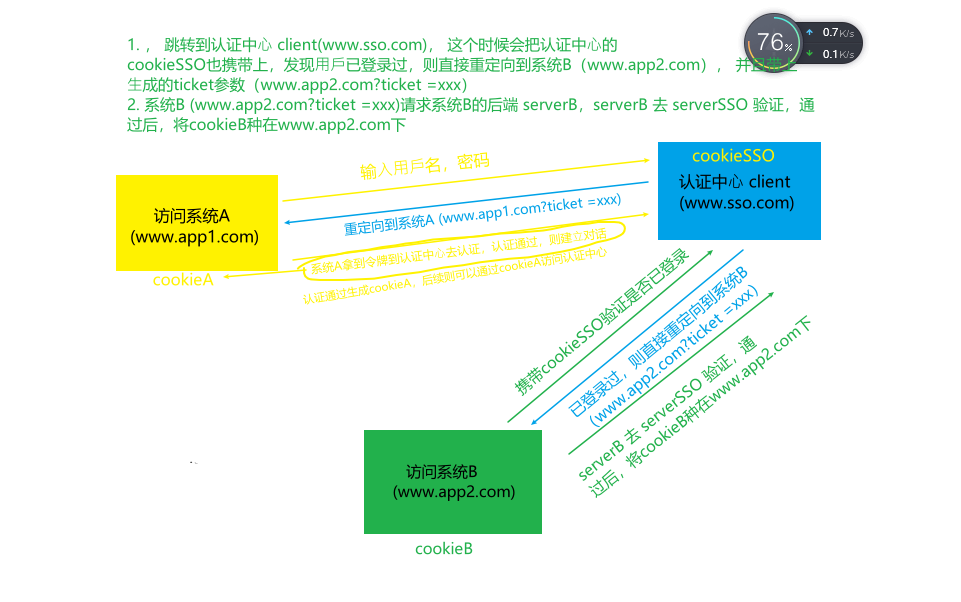 1. ， 跳转到认证中心 client(www.sso.com)， 这个时候会把认证中心的
cookieSSO也携带上，发现用户已登录过，则直接重定向到系统B（www.app2.com）， 并且带上
生成的ticket参数（www.app2.com?ticket =xxx）
2. 系统B (www.app2.com?ticket =xxx)请求系统B的后端 serverB，serverB 去 serverSSO 验证，通
过后，将cookieB种在www.app2.com下
76%
0.7K/s
0.1K/s
输入用户名，密码
cookieSSO
认证中心 client
(www.sso.com)
访问系统A
(www.app1.com)
cookieA
重定向到系统A (www.app1.com?ticket =xxx)
系统A拿到令牌到认证中心去认证，认证通过，则建立对话
认证通过生成cookieA，后续则可以通过cookieA访问认证中心
携带cookieSSO验证是否已登录
已登录过，则直接重定向到系统B
(www.app2.com?ticket =xxx)
serverB 去 serverSSO 验证，通
过后，将cookieB种在www.app2.com下
访问系统B
(www.app2.com)
cookieB